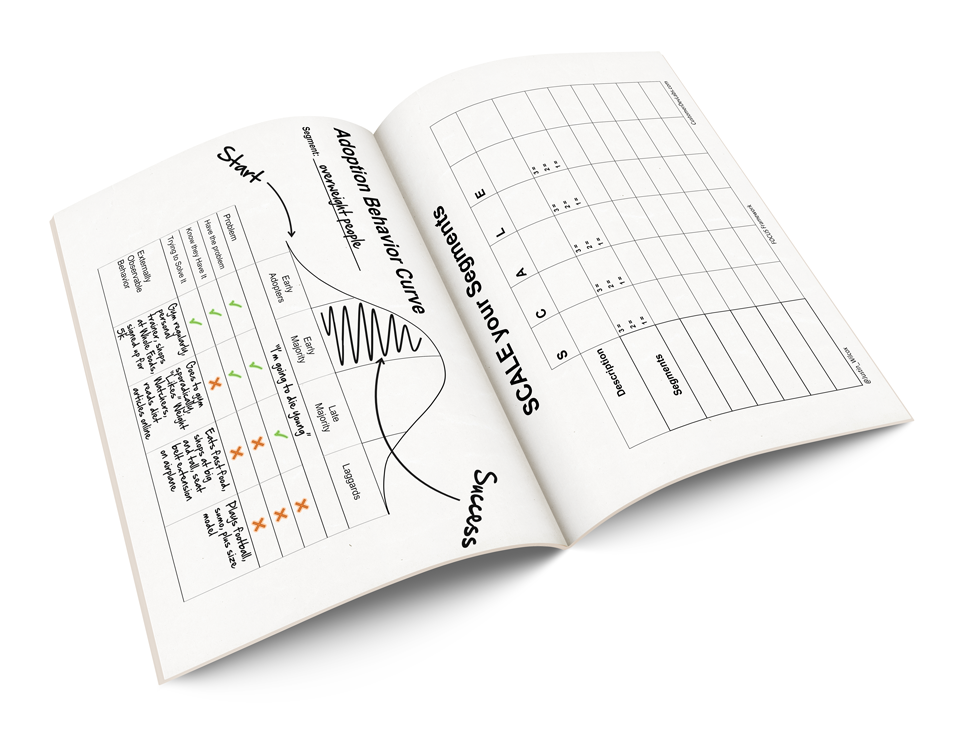 Adoption Behavior Curve
Segment: overweight people
Start
Success
Early
Adopters
Early
Majority
Late
Majority
Laggards
Problem
"I'm going to die young"
Have the problem
Know they Have It
Trying to Solve It
Externally
Observable
Behavior
Gym regularly,
personal
trainer, shops
at Whole Foods,
signed up for
5k
Goes to gym
sporadically,
"Likes" Weight
Watchers,
reads diet
articles online
Eats fast food,
shops at big
and tall, seat
belt extension
on airplane
Plays football,
sumo, plus size
model
SCALE your Segments
S
C
A
L
E
Description
1=
2=
3=
1=
2=
3=
1=
2=
3=
1=
2=
3=
1=
2=
3=
Segments
@Justin_Wilcox
FOCUS Framework
CustomerDevLabs.com